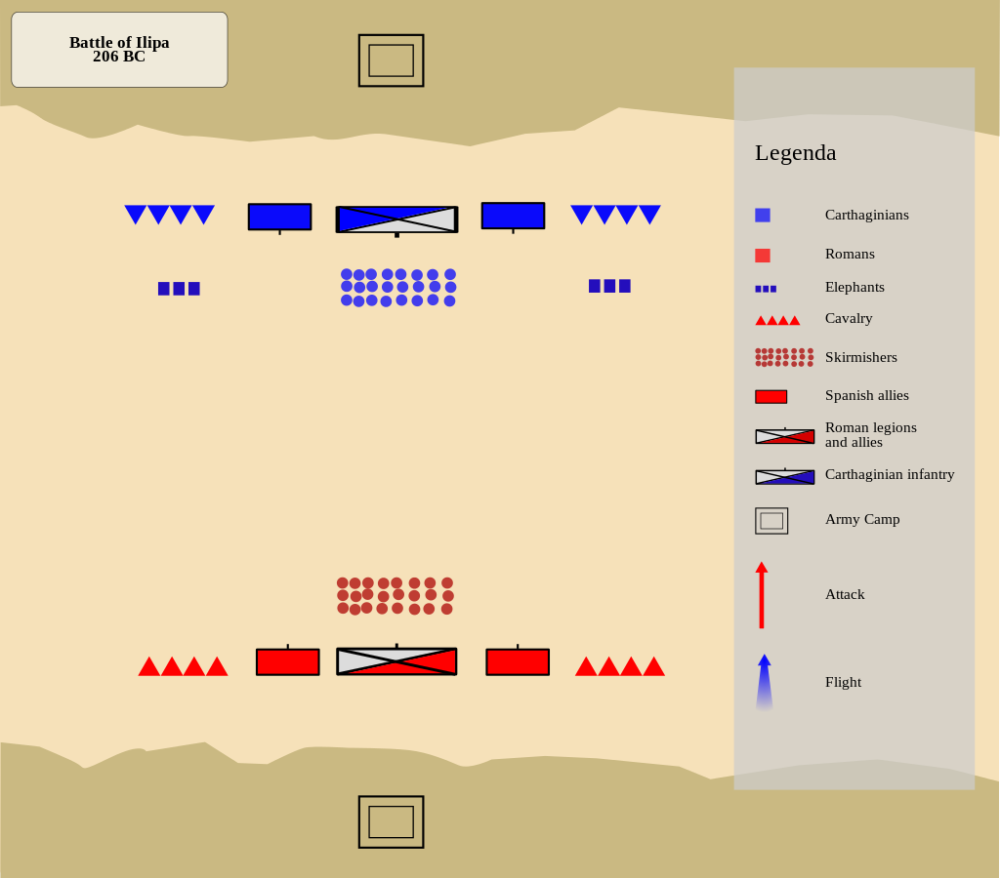 Battle of Ilipa
206 BC
Legenda
Carthaginians
Romans
Elephants
Cavalry
Skirmishers
Spanish allies
Roman legions
and allies
Carthaginian infantry
Army Camp
Attack
Flight